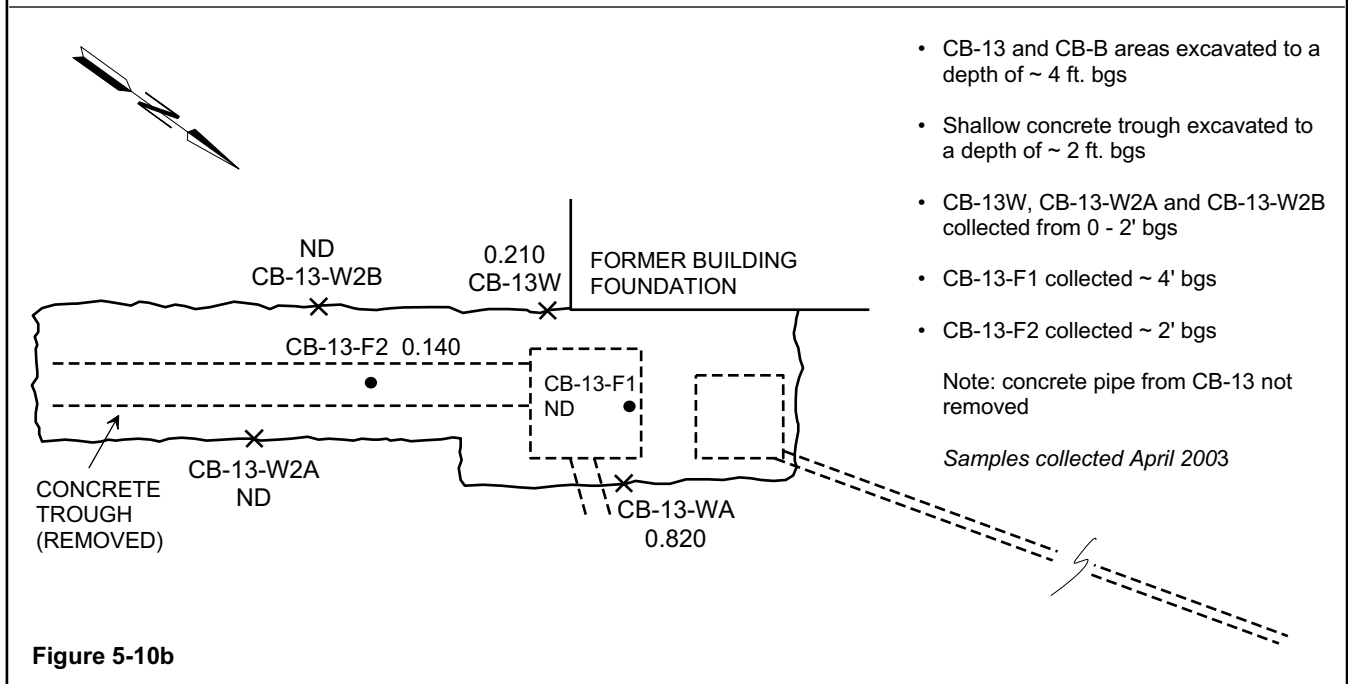 N
• CB-13 and CB-B areas excavated to a
depth of ~ 4 ft. bgs
• Shallow concrete trough excavated to
a depth of ~ 2 ft. bgs
• CB-13W, CB-13-W2A and CB-13-W2B
collected from 0 - 2' bgs
• CB-13-F1 collected ~ 4' bgs
• CB-13-F2 collected ~ 2' bgs
Note: concrete pipe from CB-13 not
removed
Samples collected April 2003
ND
CB-13-W2B
0.210
CB-13W
FORMER BUILDING
FOUNDATION
CB-13-F2 0.140
CB-13-F1
ND
CB-13-W2A
ND
CONCRETE
TROUGH
(REMOVED)
CB-13-WA
0.820
Figure 5-10b